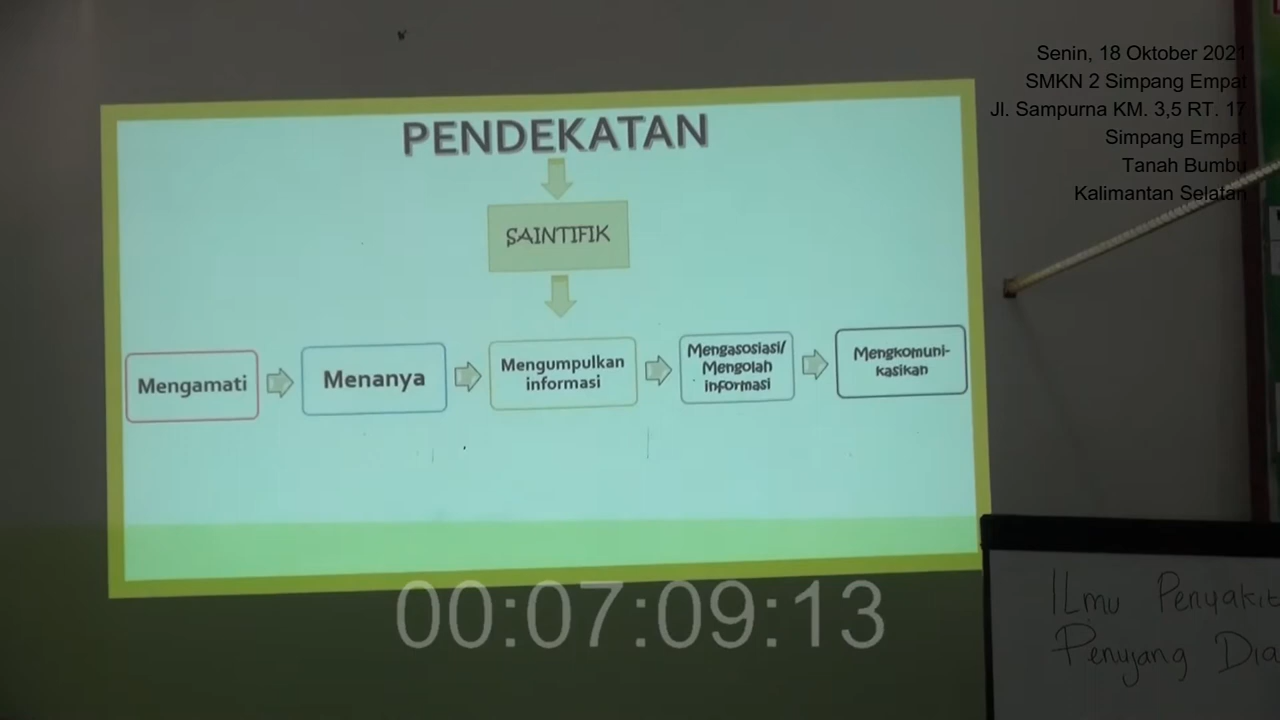 Senin, 18 Oktober 2021
SMKN 2 Simpang Empat
Jl. Sampurna KM. 3,5 RT. 17
Simpang Empat
Tanah Bumbu
Kalimantan Selatan
PENDEKATAN
SAINTIFIK
Mengamati
Menanya
Mengumpulkan
informasi
Mengasosiasi/
Mengolah
informasi
Mengkomuni-
kasikan
00:07:09:13
ILmu Penyakit
Penujang Dia